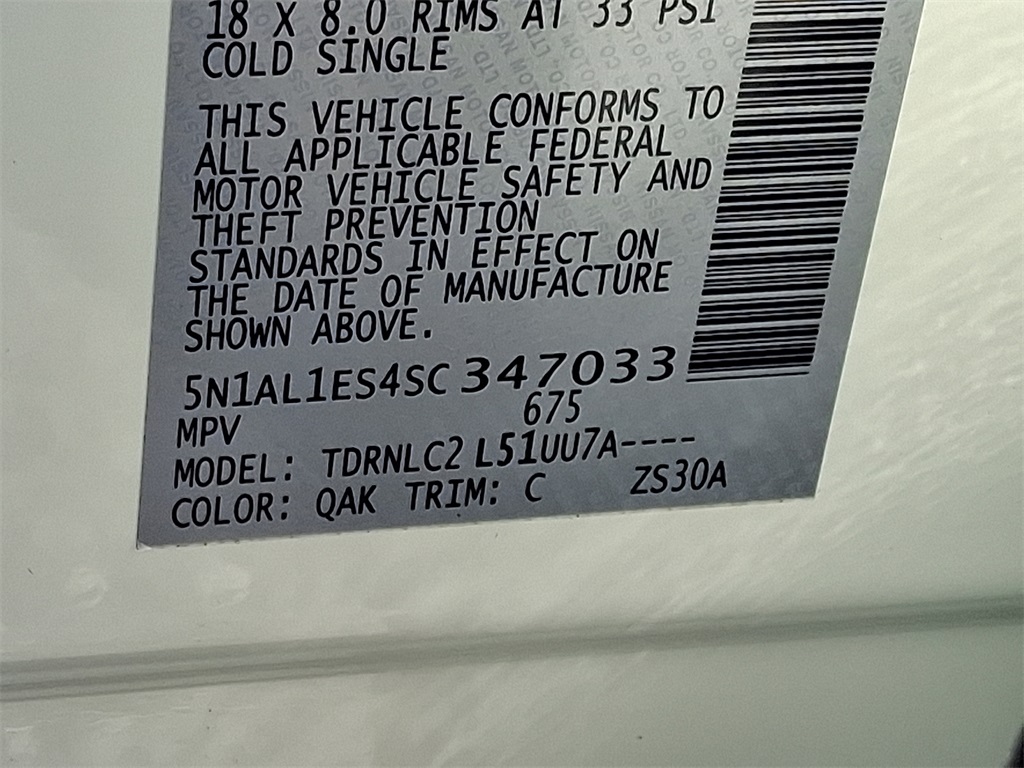 18 X 8.0 RIMS AT 33 PSI
COLD SINGLE
THIS VEHICLE CONFORMS TO
ALL APPLICABLE FEDERAL
MOTOR VEHICLE SAFETY AND
THEFT PREVENTION
STANDARDS IN EFFECT ON
THE DATE OF MANUFACTURE
SHOWN ABOVE.
5N1AL1ES4SC347033
MPV 675
MODEL: TDRNLC2 L51UU7A----
COLOR: QAK TRIM: C ZS30A